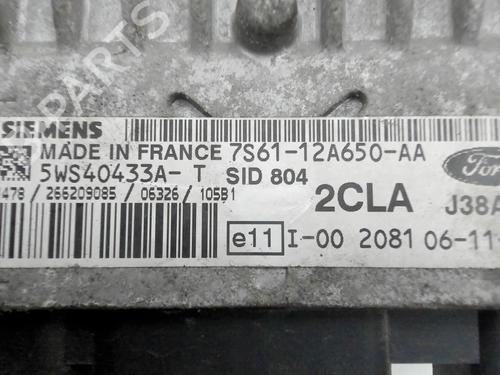 PARTS
SIEMENS
MADE IN FRANCE 7S61-12A650-AA
5WS40433A-T SID 804
Ford
478/266209085/06326/105B1
2CLA J38A
e11 I-00 2081 06-11